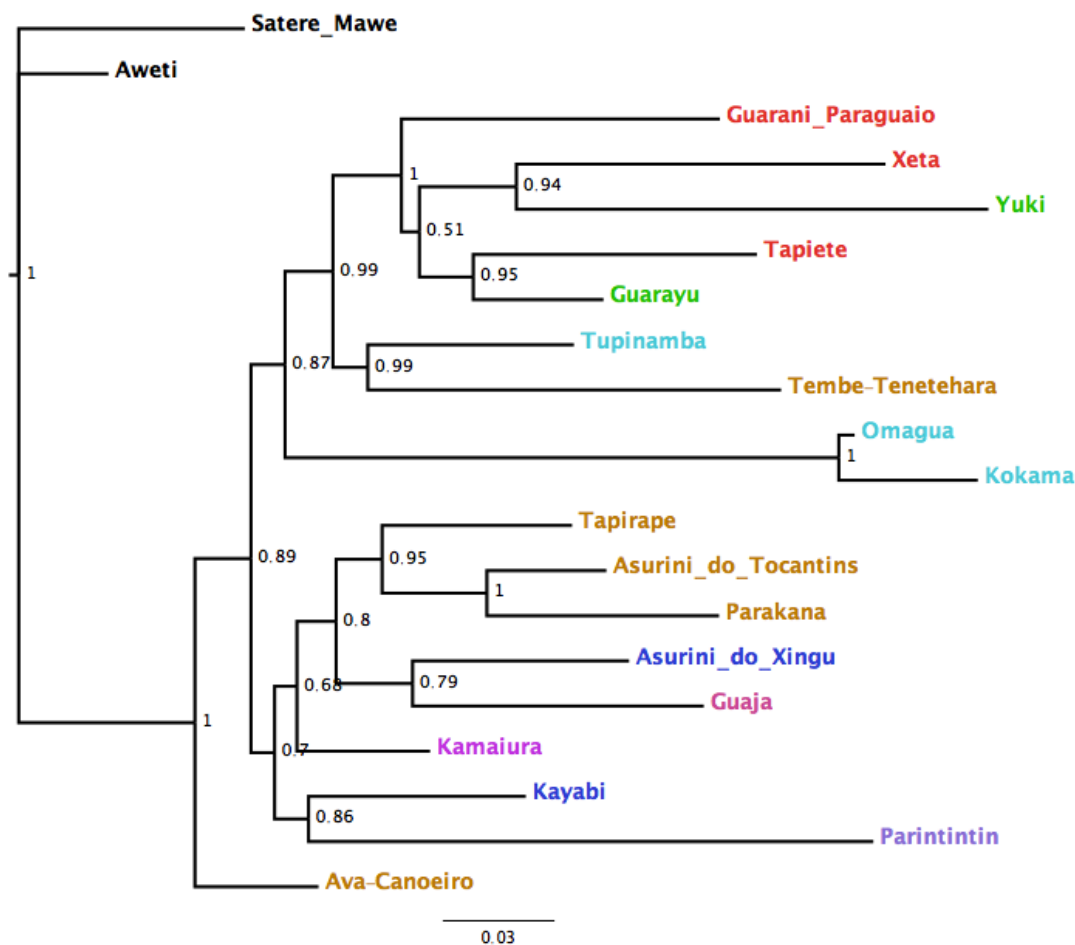 Satere_Mawe
Aweti
Guarani_Paraguaio
Xeta
1
0.94
Yuki
0.51
Tapiete
0.99
1
0.95
Guarayu
Tupinamba
0.87
0.99
Tembe-Tenetehara
Omagua
1
Kokama
Tapirape
0.89
0.95
Asurini_do_Tocantins
1
Parakana
0.8
Asurini_do_Xingu
0.68
0.79
Guaja
1
Kamaiura
0.7
Kayabi
0.86
Parintintin
Ava-Canoeiro
0.03